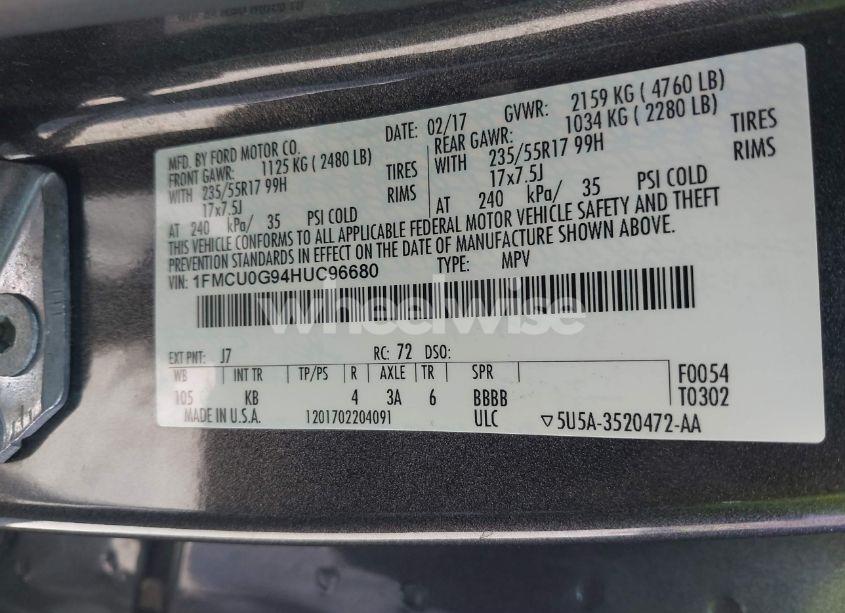 MFD. BY FORD MOTOR CO. DATE: 02/17 GVWR: 2159 KG ( 4760 LB)
FRONT GAWR: 1125 KG ( 2480 LB) REAR GAWR: 1034 KG ( 2280 LB)
WITH 235/55R17 99H TIRES WITH 235/55R17 99H TIRES
17x7.5J RIMS 17x7.5J RIMS
AT 240 kPa/ 35 PSI COLD AT 240 kPa/ 35 PSI COLD
THIS VEHICLE CONFORMS TO ALL APPLICABLE FEDERAL MOTOR VEHICLE SAFETY AND THEFT
PREVENTION STANDARDS IN EFFECT ON THE DATE OF MANUFACTURE SHOWN ABOVE.
VIN: 1FMCU0G94HUC96680 TYPE: MPV
wheelwise
EXT PNT: J7 RC: 72 DSO:
WB INT TR TP/PS R AXLE TR SPR F0054
105 KB 4 3A 6 BBBB T0302
MADE IN U.S.A. 1201702204091 ULC ▽5U5A-3520472-AA